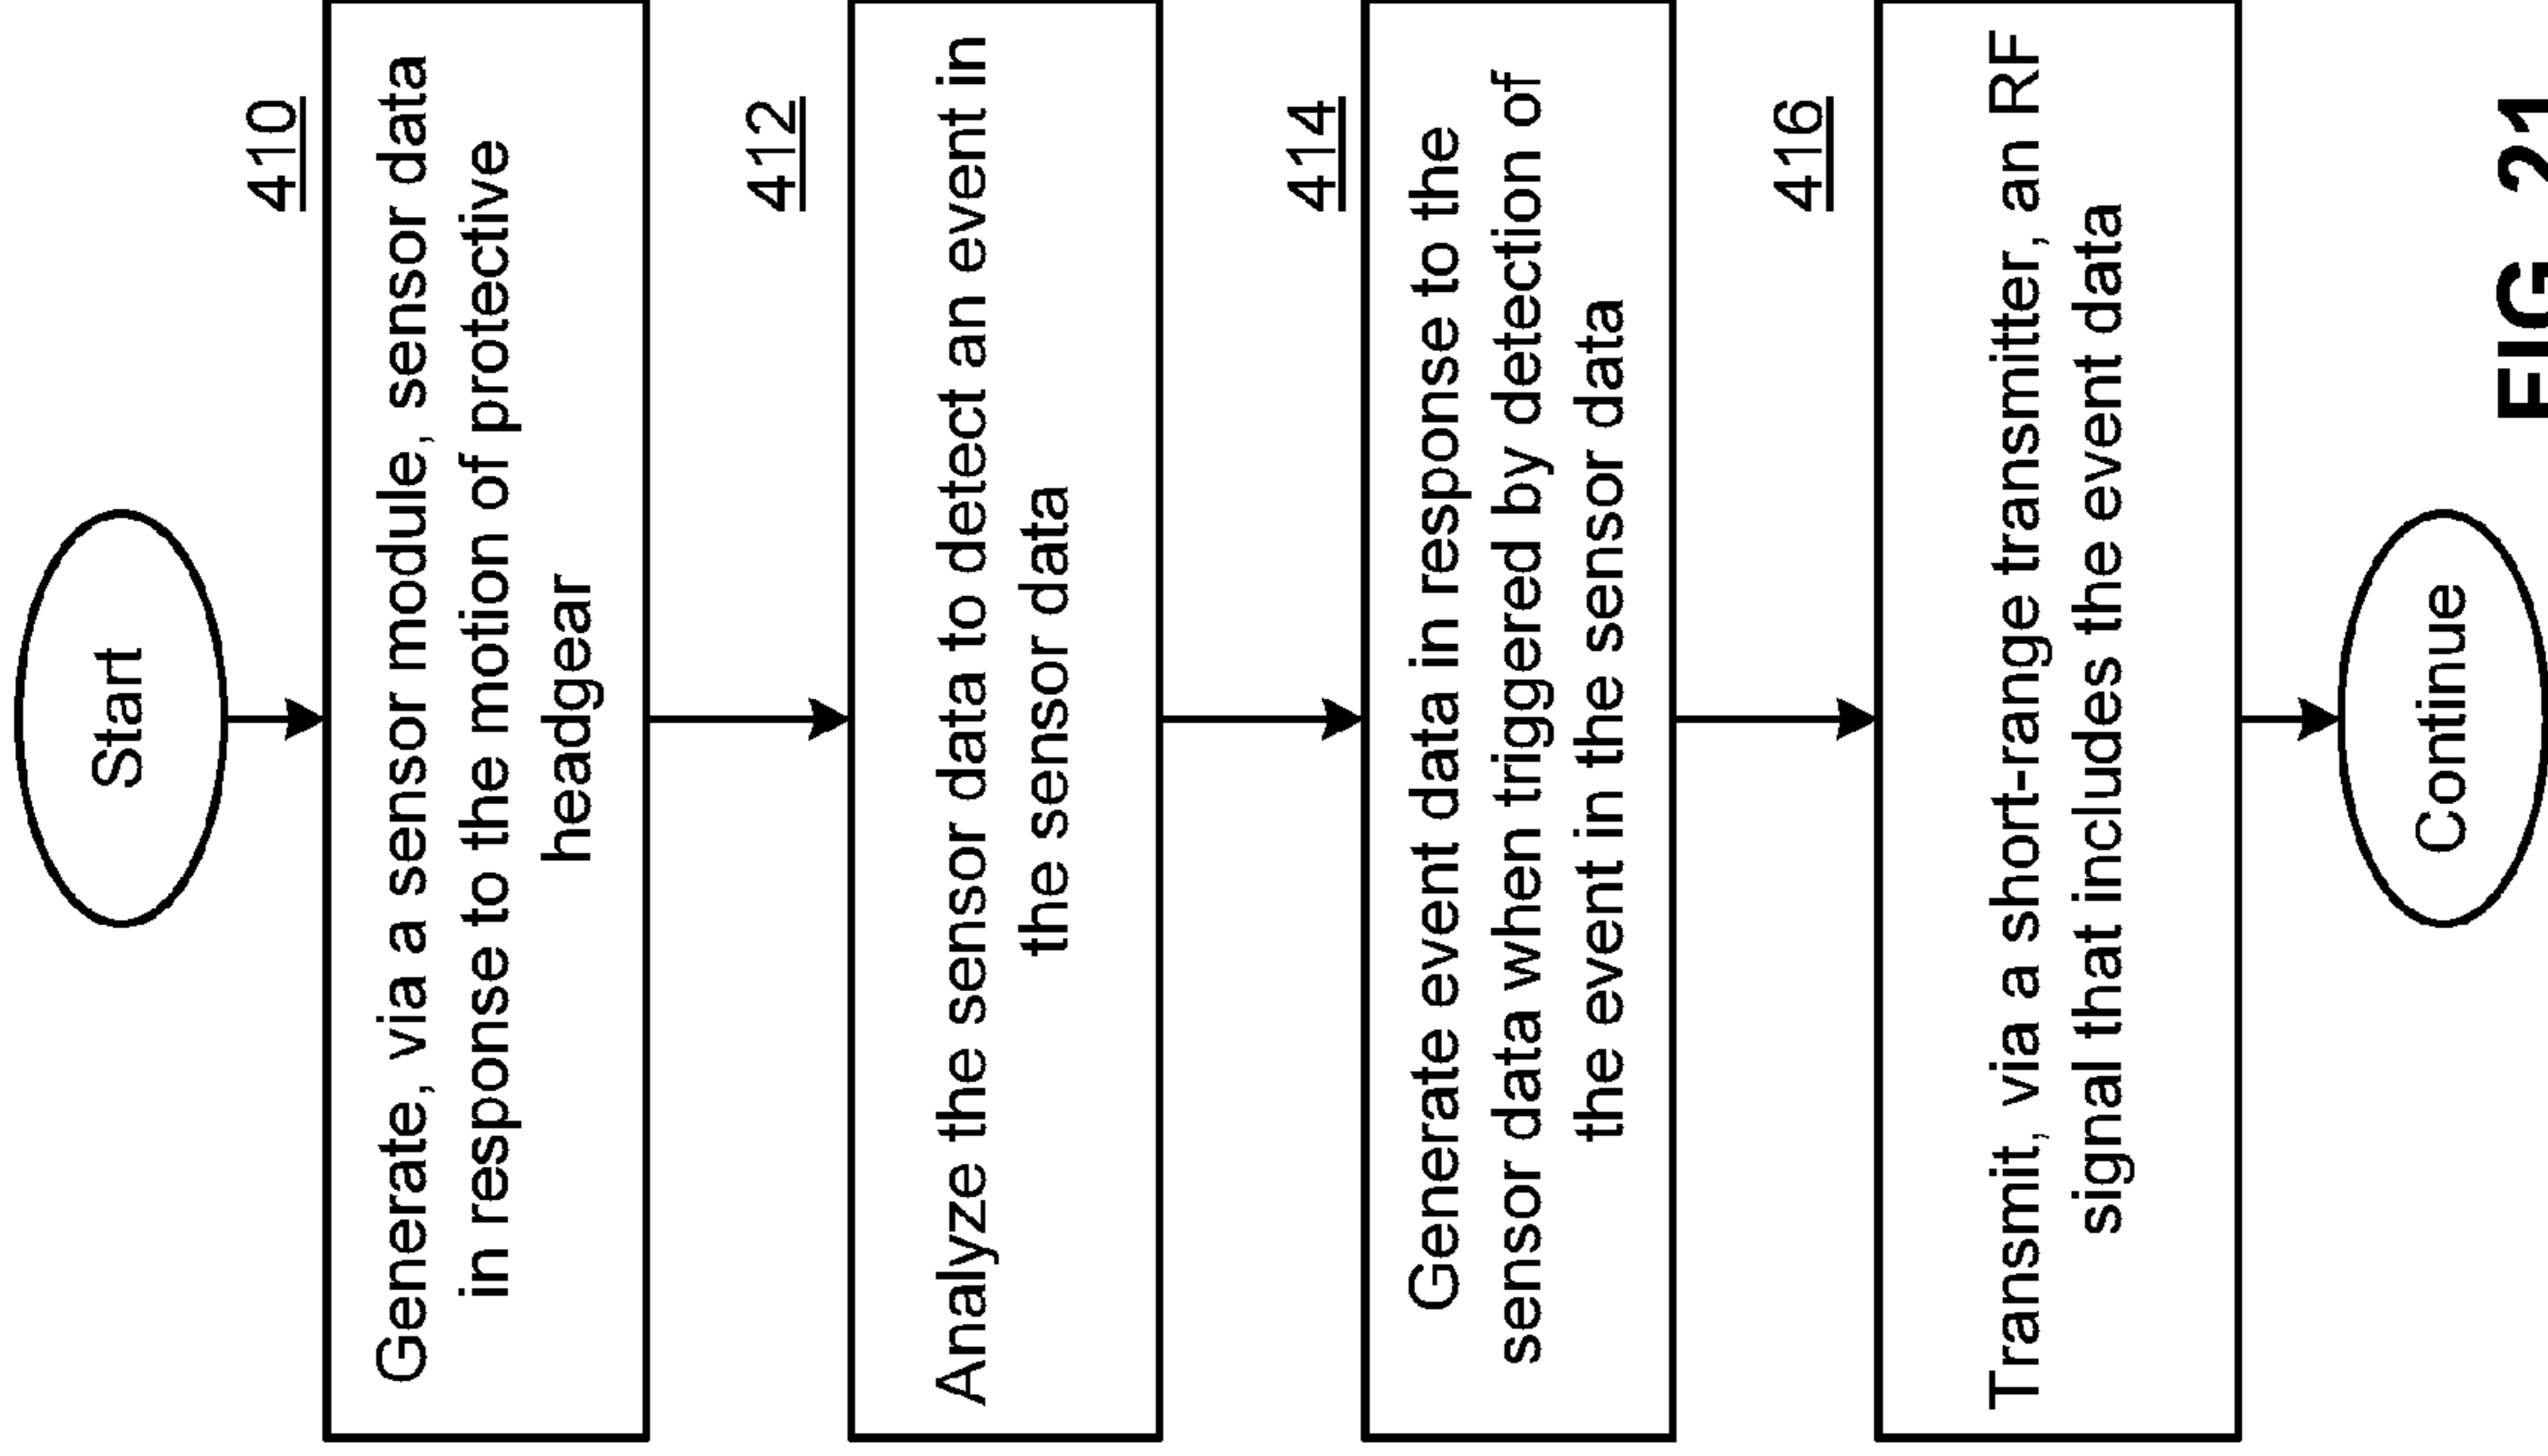 Start
410
Generate, via a sensor module, sensor data
in response to the motion of protective
headgear
412
Analyze the sensor data to detect an event in
the sensor data
414
Generate event data in response to the
sensor data when triggered by detection of
the event in the sensor data
416
Transmit, via a short-range transmitter, an RF
signal that includes the event data
Continue
FIG. 21